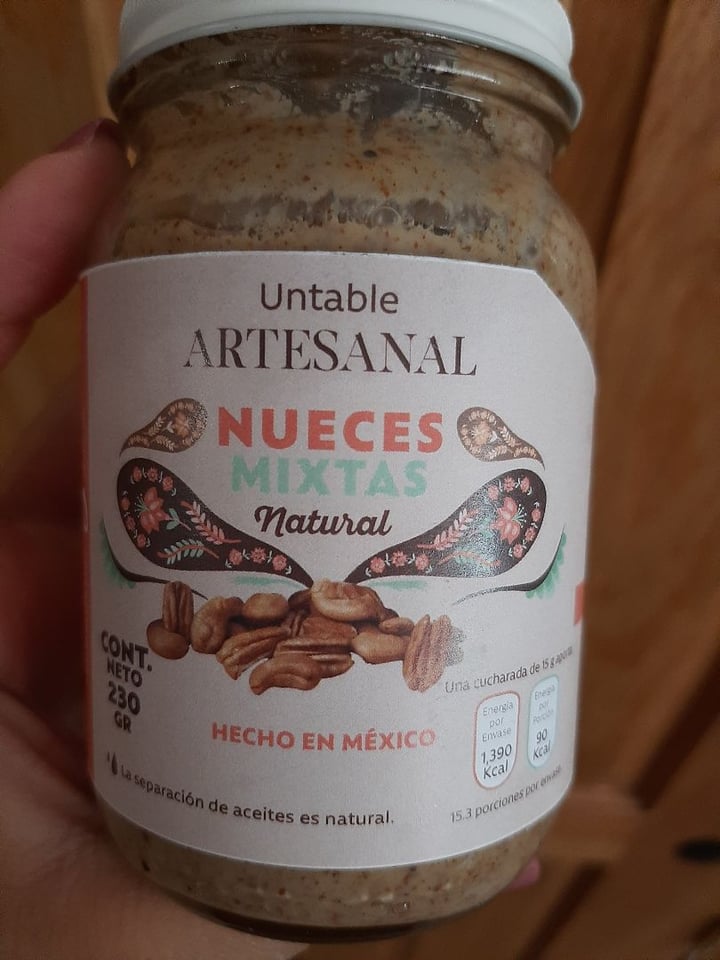 Untable
ARTESANAL
NUECES
MIXTAS
Natural
CONT.
NETO
230
GR
HECHO EN MÉXICO
Una cucharada de 15 g aporta
Energía
por
Envase
1,390
Kcal
Energía
por
Porción
90
Kcal
La separación de aceites es natural.
15.3 porciones por envase